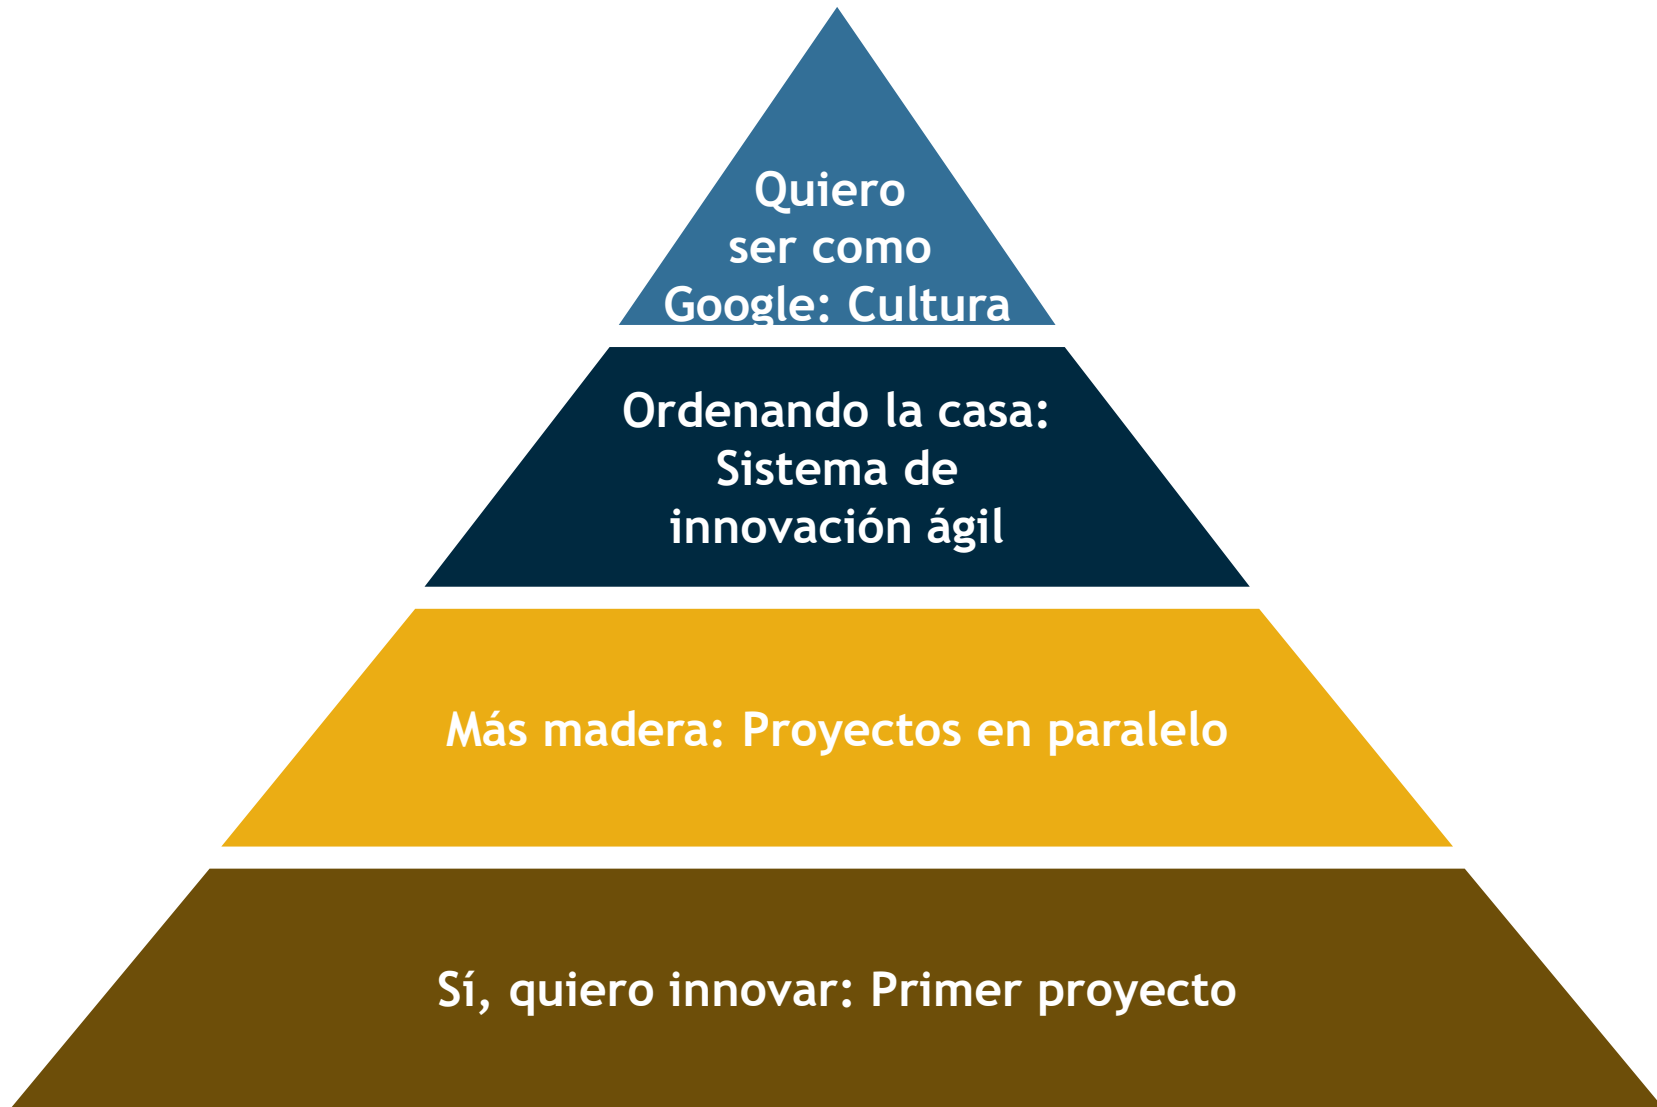 Quiero
ser como
Google: Cultura
Ordenando la casa:
Sistema de
innovación ágil
Más madera: Proyectos en paralelo
Sí, quiero innovar: Primer proyecto